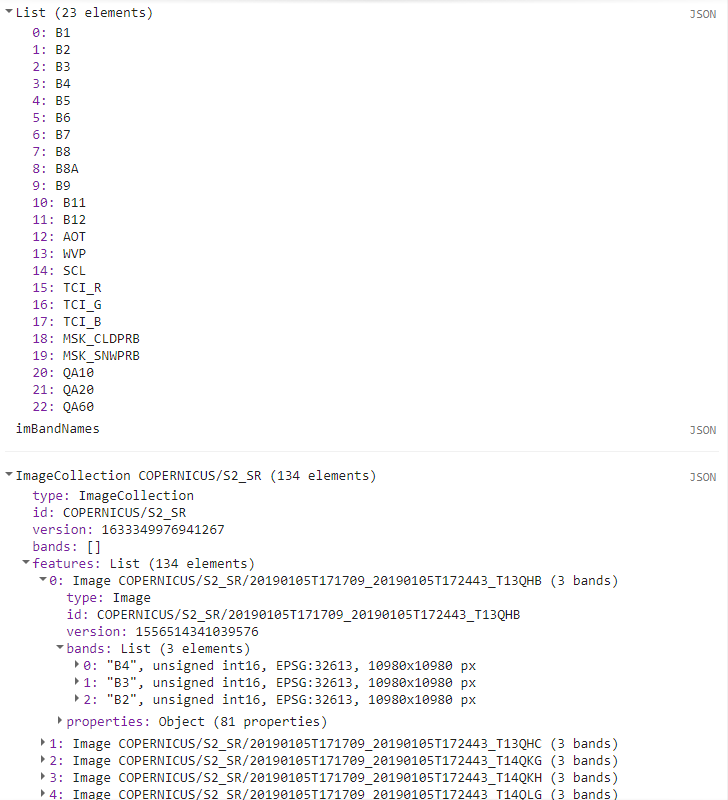 List (23 elements) JSON
0: B1
1: B2
2: B3
3: B4
4: B5
5: B6
6: B7
7: B8
8: B8A
9: B9
10: B11
11: B12
12: AOT
13: WVP
14: SCL
15: TCI_R
16: TCI_G
17: TCI_B
18: MSK_CLDPRB
19: MSK_SNWPRB
20: QA10
21: QA20
22: QA60
imBandNames JSON
ImageCollection COPERNICUS/S2_SR (134 elements) JSON
type: ImageCollection
id: COPERNICUS/S2_SR
version: 1633349976941267
bands: []
features: List (134 elements)
0: Image COPERNICUS/S2_SR/20190105T171709_20190105T172443_T13QHB (3 bands)
type: Image
id: COPERNICUS/S2_SR/20190105T171709_20190105T172443_T13QHB
version: 1556514341039576
bands: List (3 elements)
0: "B4", unsigned int16, EPSG:32613, 10980x10980 px
1: "B3", unsigned int16, EPSG:32613, 10980x10980 px
2: "B2", unsigned int16, EPSG:32613, 10980x10980 px
properties: Object (81 properties)
1: Image COPERNICUS/S2_SR/20190105T171709_20190105T172443_T13QHC (3 bands)
2: Image COPERNICUS/S2_SR/20190105T171709_20190105T172443_T14QKG (3 bands)
3: Image COPERNICUS/S2_SR/20190105T171709_20190105T172443_T14QKH (3 bands)
4: Image COPERNICUS/S2_SR/20190105T171709_20190105T172443_T14QLG (3 bands)